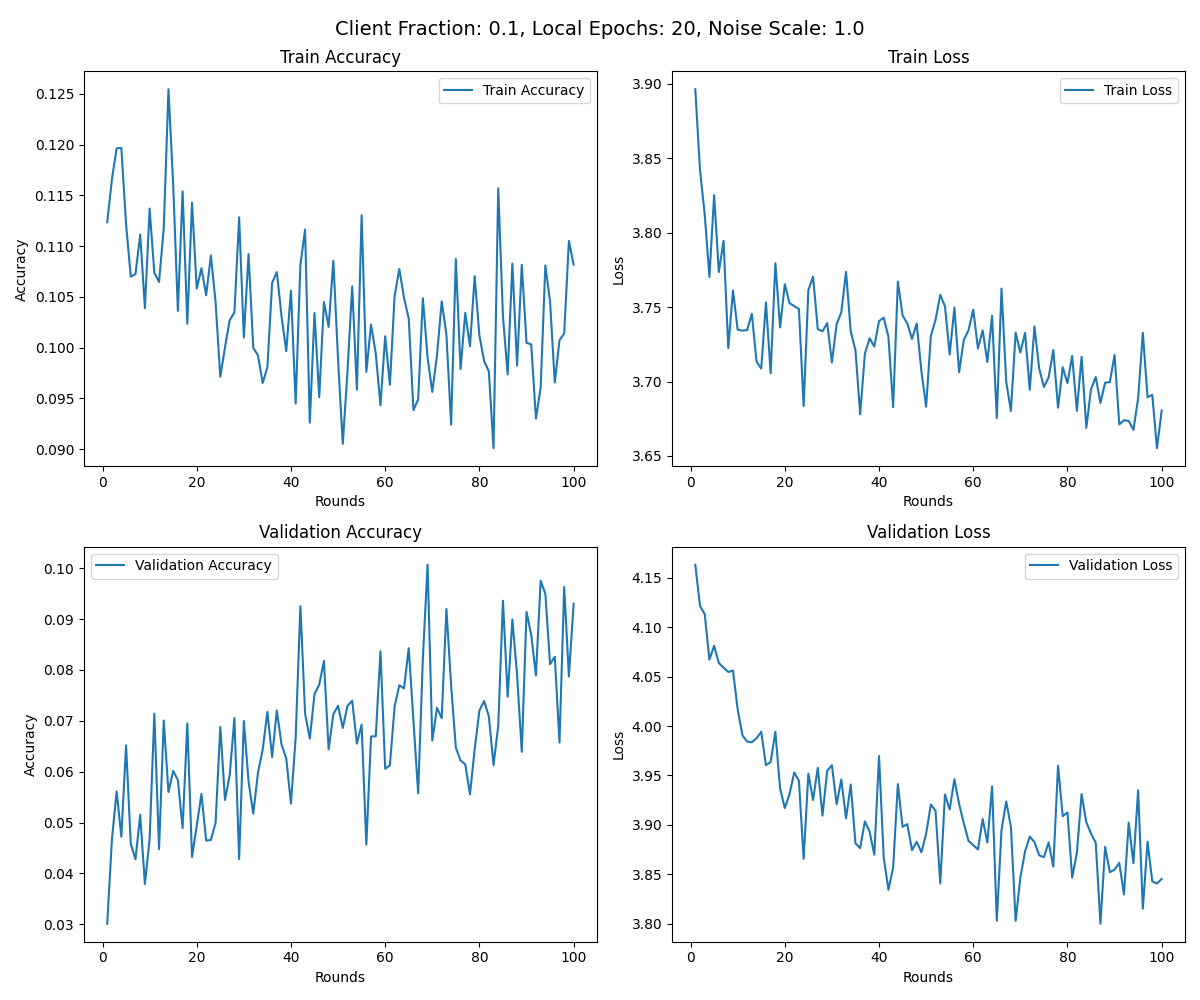 Client Fraction: 0.1, Local Epochs: 20, Noise Scale: 1.0
Train Accuracy
Train Accuracy
0.125
0.120
0.115
0.110
0.105
0.100
0.095
0.090
Accuracy
0 20 40 60 80 100
Rounds
Train Loss
Train Loss
3.90
3.85
3.80
3.75
3.70
3.65
Loss
0 20 40 60 80 100
Rounds
Validation Accuracy
Validation Accuracy
0.10
0.09
0.08
0.07
0.06
0.05
0.04
0.03
Accuracy
0 20 40 60 80 100
Rounds
Validation Loss
Validation Loss
4.15
4.10
4.05
4.00
3.95
3.90
3.85
3.80
Loss
0 20 40 60 80 100
Rounds